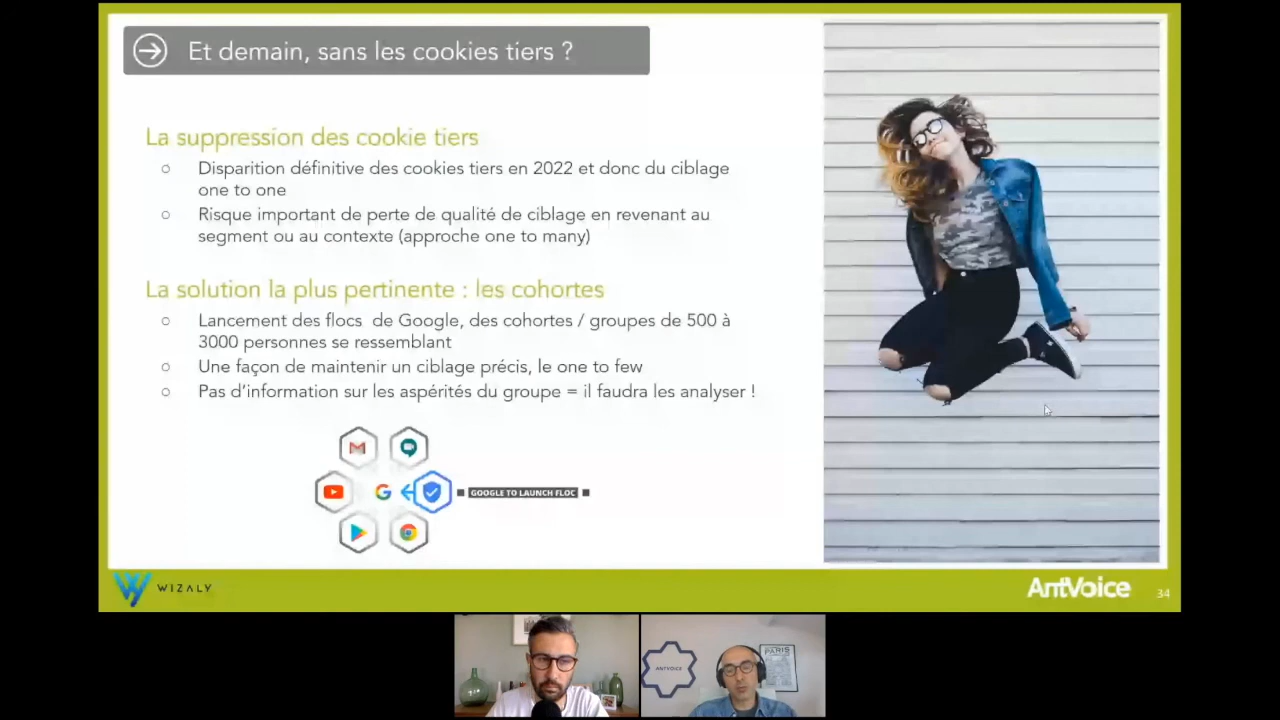 Et demain, sans les cookies tiers ?
La suppression des cookie tiers
○ Disparition définitive des cookies tiers en 2022 et donc du ciblage
one to one
○ Risque important de perte de qualité de ciblage en revenant au
segment ou au contexte (approche one to many)
La solution la plus pertinente : les cohortes
○ Lancement des flocs de Google, des cohortes / groupes de 500 à
3000 personnes se ressemblant
○ Une façon de maintenir un ciblage précis, le one to few
○ Pas d'information sur les aspérités du groupe = il faudra les analyser !
GOOGLE TO LAUNCH FLOC
WIZALY
AntVoice
34
ANTVOICE
PARIS